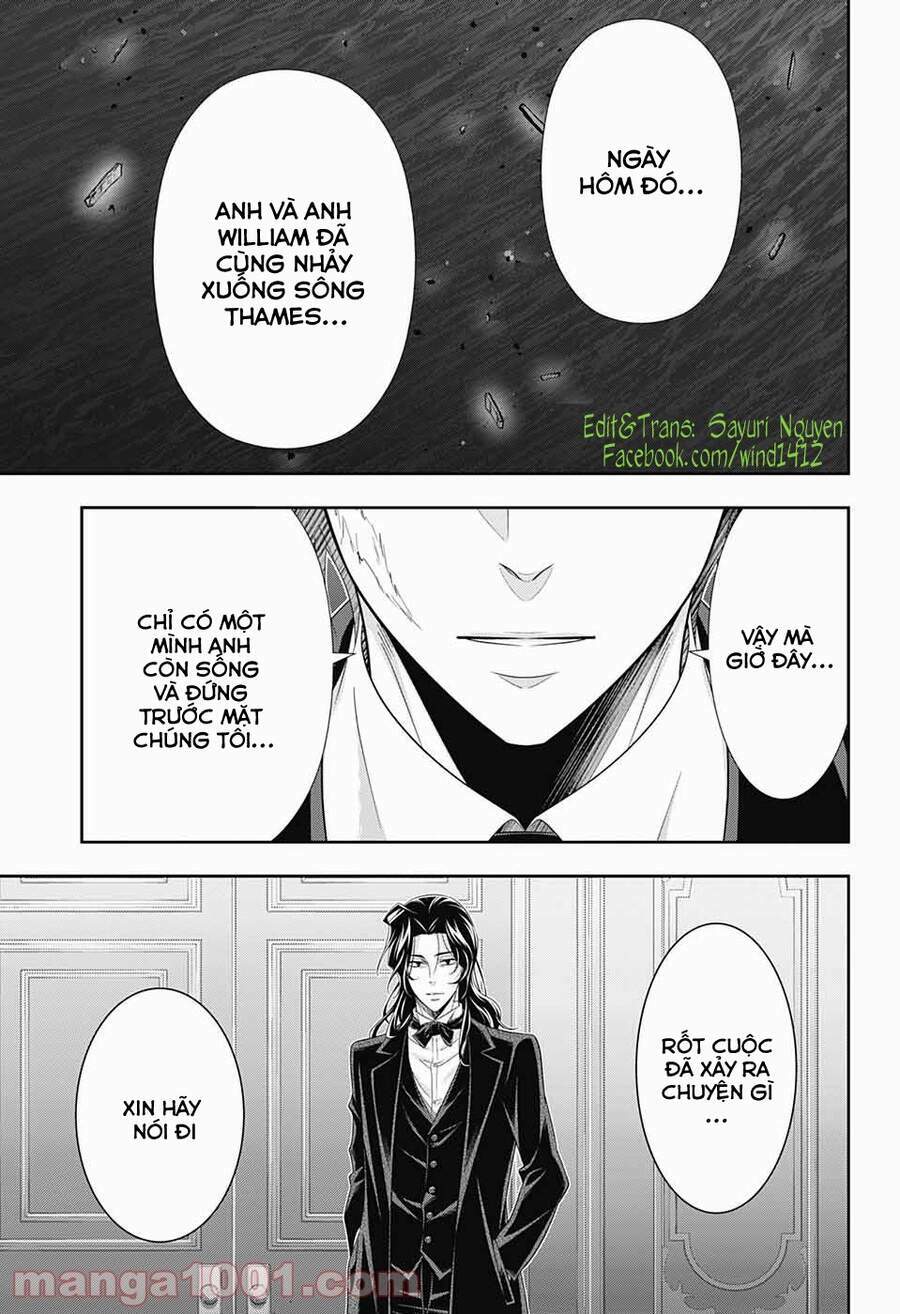 NGÀY
HÔM ĐÓ...
ANH VÀ ANH
WILLIAM ĐÃ
CÙNG NHẢY
XUỐNG SÔNG
THAMES...
Edit&Trans: Sayuri Nguyen
Facebook.com/wind1412
VẬY MÀ
GIỜ ĐÂY...
CHỈ CÓ MỘT
MÌNH ANH
CÒN SỐNG
VÀ ĐỨNG
TRƯỚC MẶT
CHÚNG TÔI...
RỐT CUỘC
ĐÃ XẢY RA
CHUYỆN GÌ
...
XIN HÃY
NÓI ĐI
manga1001.com